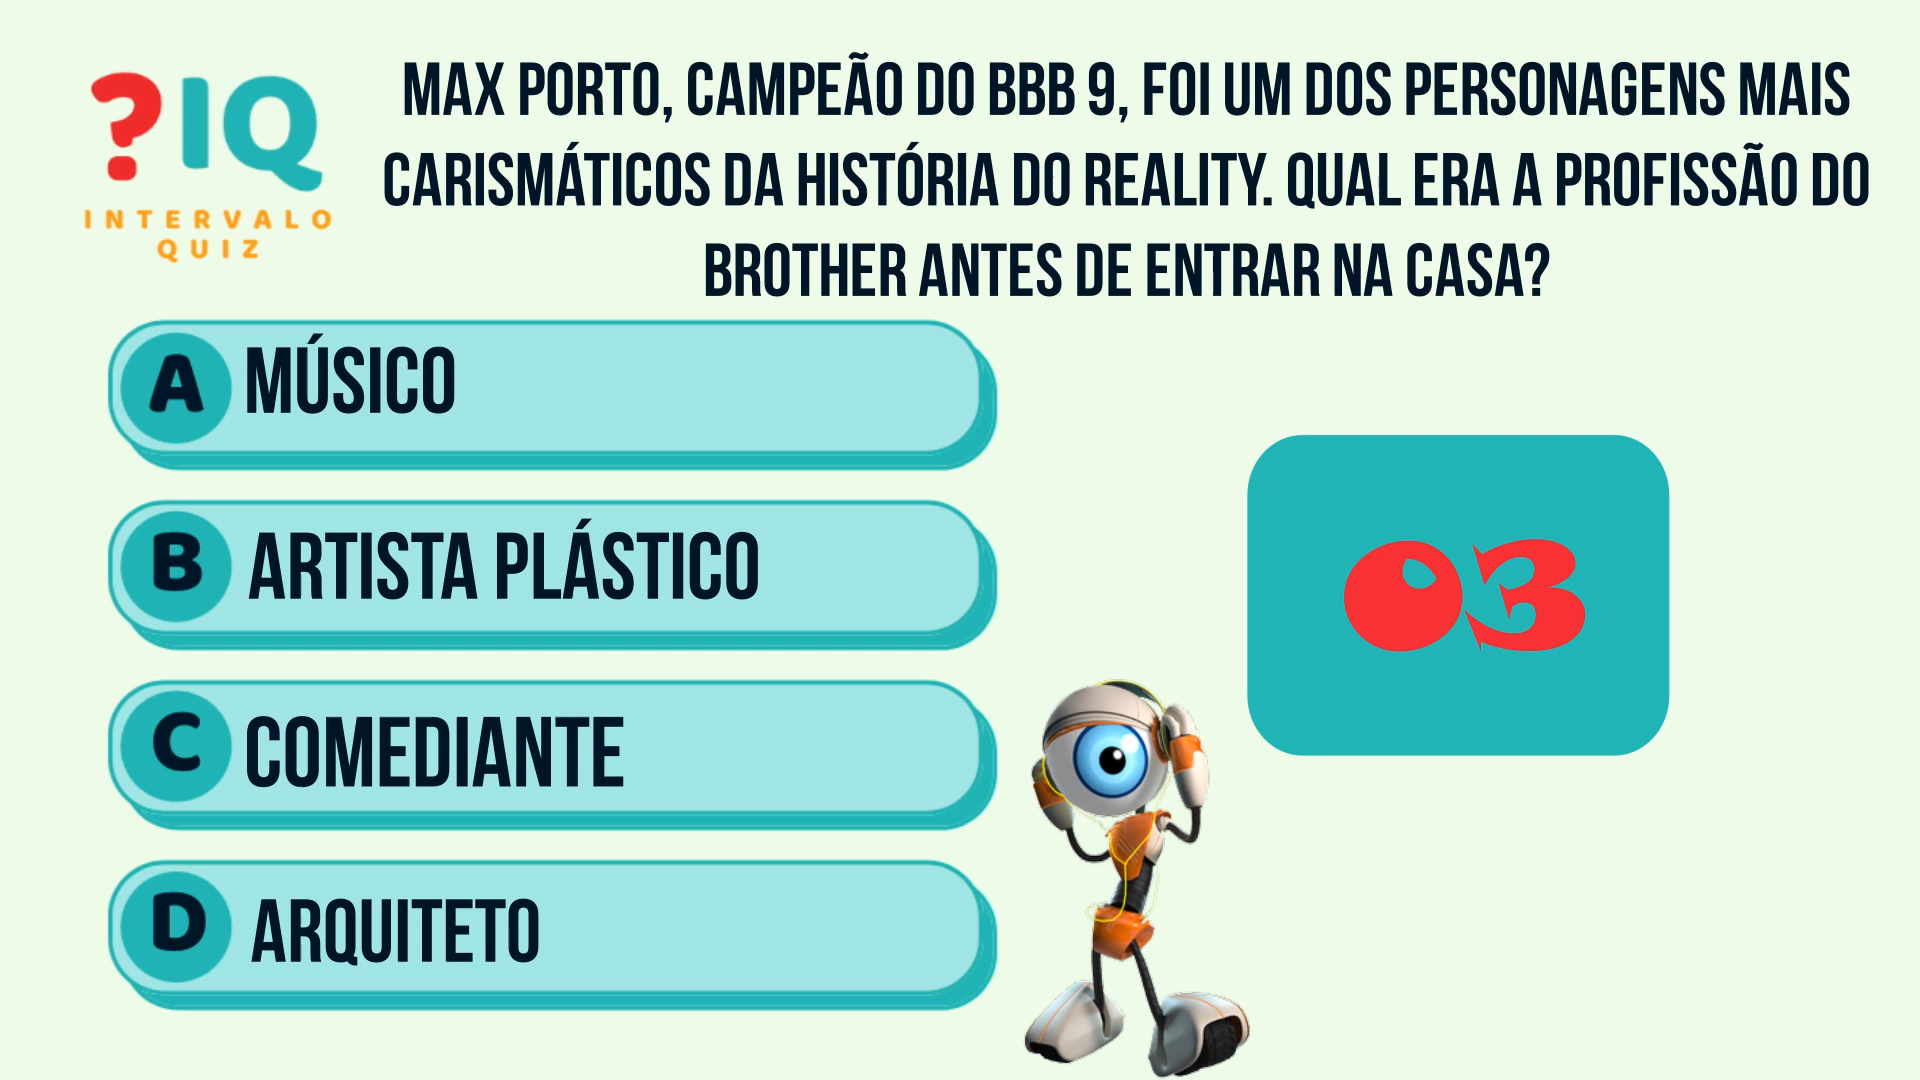 ?IQ
INTERVALO
QUIZ
MAX PORTO, CAMPEÃO DO BBB 9, FOI UM DOS PERSONAGENS MAIS
CARISMÁTICOS DA HISTÓRIA DO REALITY. QUAL ERA A PROFISSÃO DO
BROTHER ANTES DE ENTRAR NA CASA?
A MÚSICO
B ARTISTA PLÁSTICO
C COMEDIANTE
D ARQUITETO
03